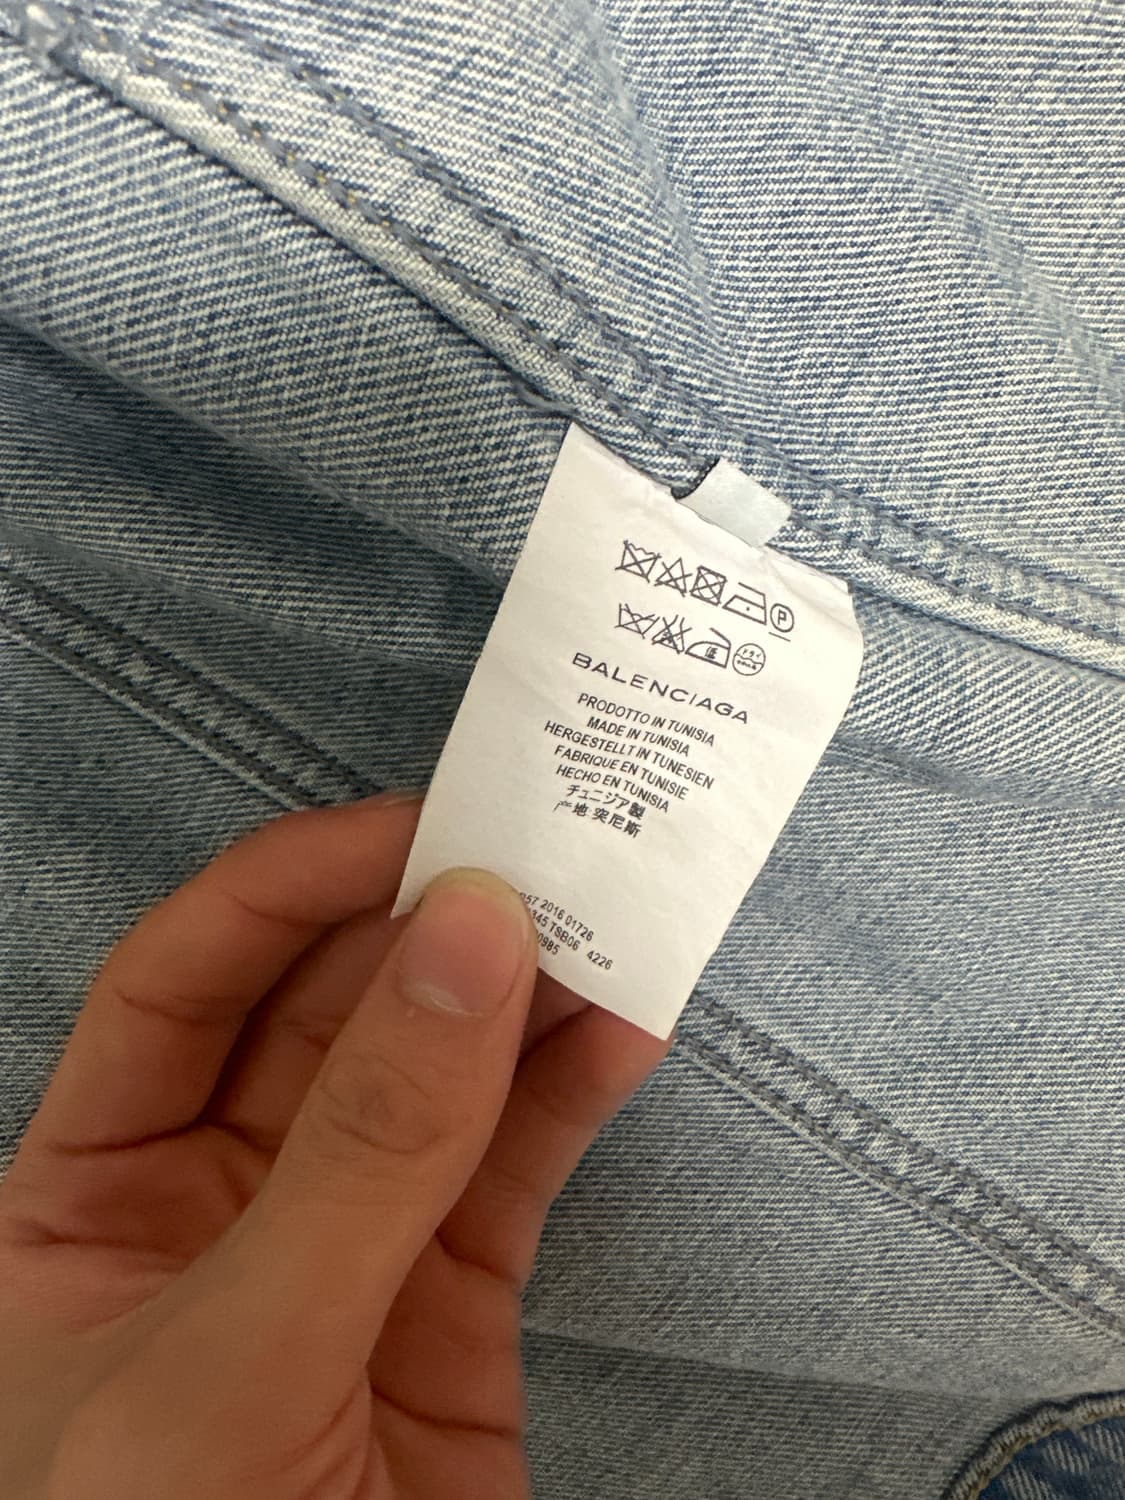 P
BALENCIAGA
PRODOTTO IN TUNISIA
MADE IN TUNISIA
HERGESTELLT IN TUNESIEN
FABRIQUE EN TUNISIE
HECHO EN TUNISIA
チュニジア製
产地 突尼斯
2016 01726
TSB06 4226